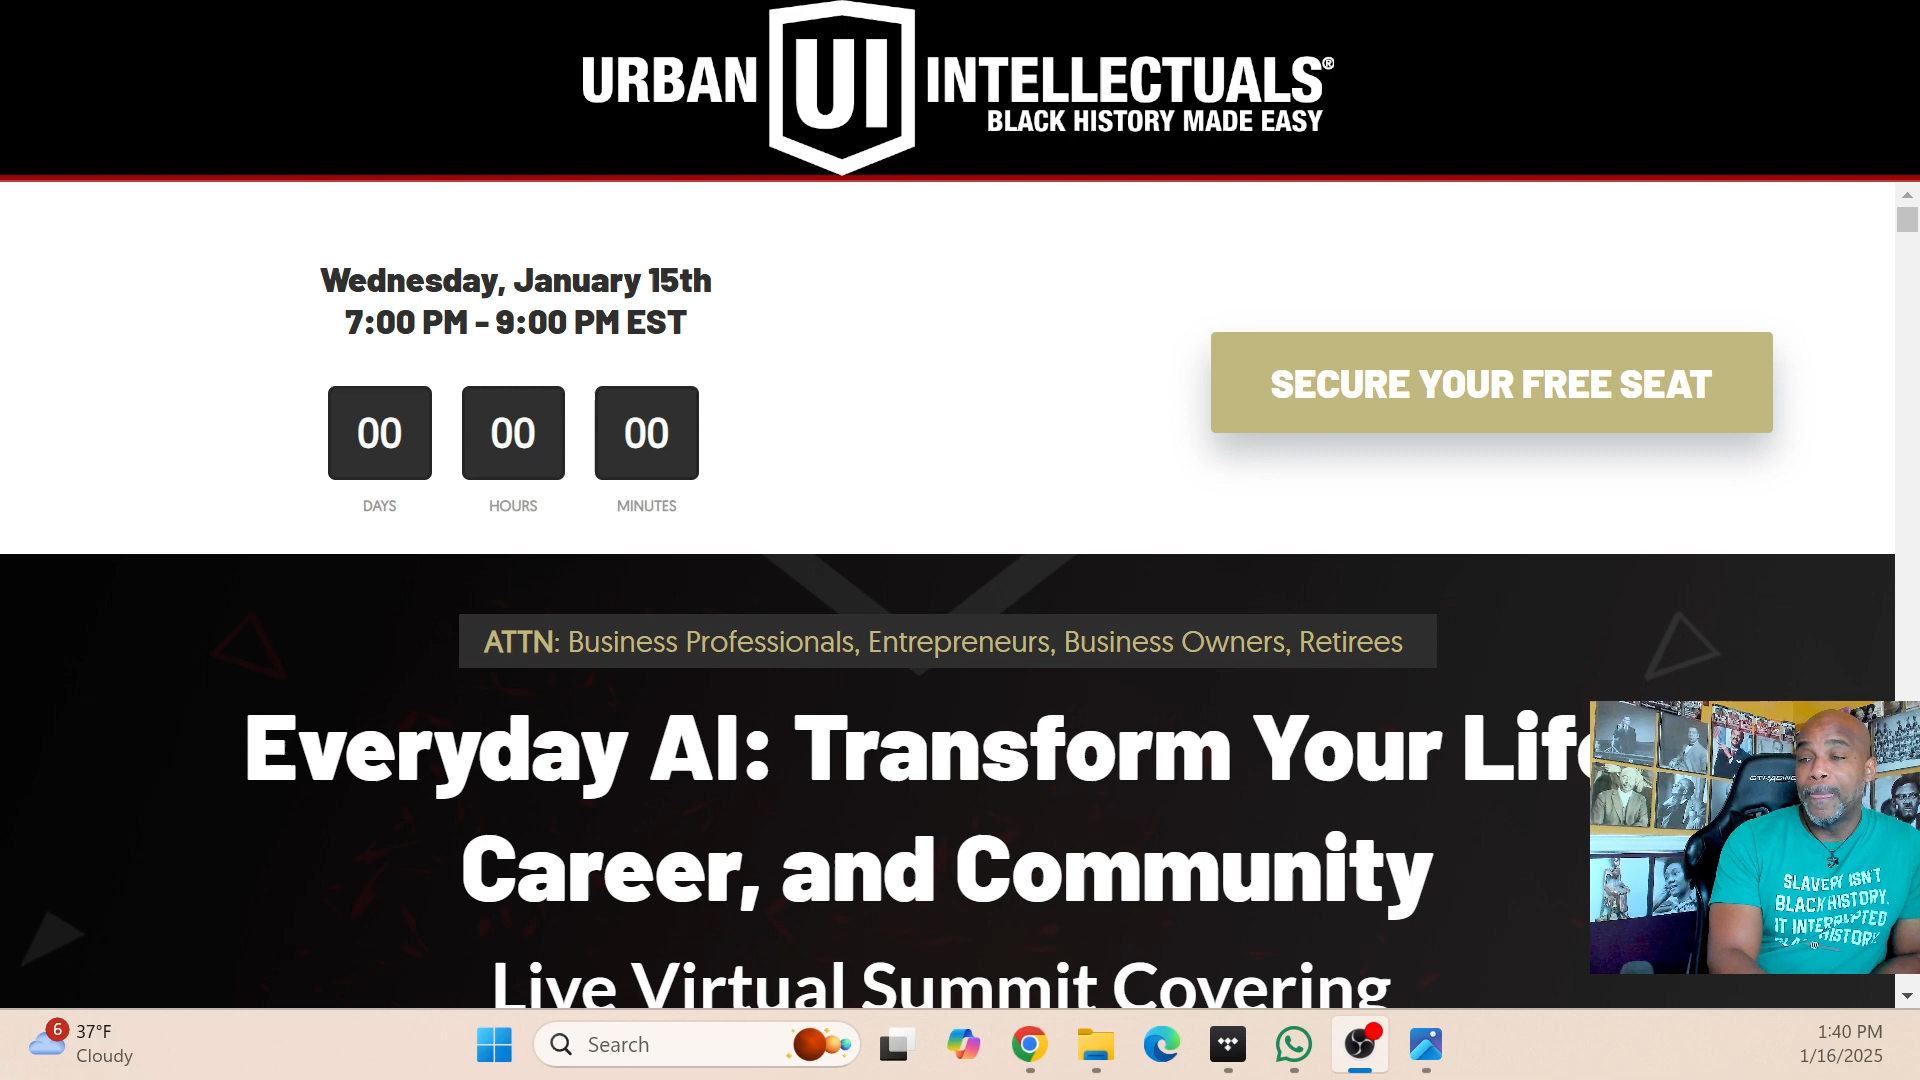 URBAN UI INTELLECTUALS®
BLACK HISTORY MADE EASY
Wednesday, January 15th
7:00 PM - 9:00 PM EST
00 00 00
DAYS HOURS MINUTES
SECURE YOUR FREE SEAT
ATTN: Business Professionals, Entrepreneurs, Business Owners, Retirees
Everyday AI: Transform Your Life
Career, and Community
Live Virtual Summit Covering
SLAVERY ISN'T
BLACK HISTORY.
IT INTERRUPTED
HISTORY.
6
37°F
Cloudy
Search
1:40 PM
1/16/2025